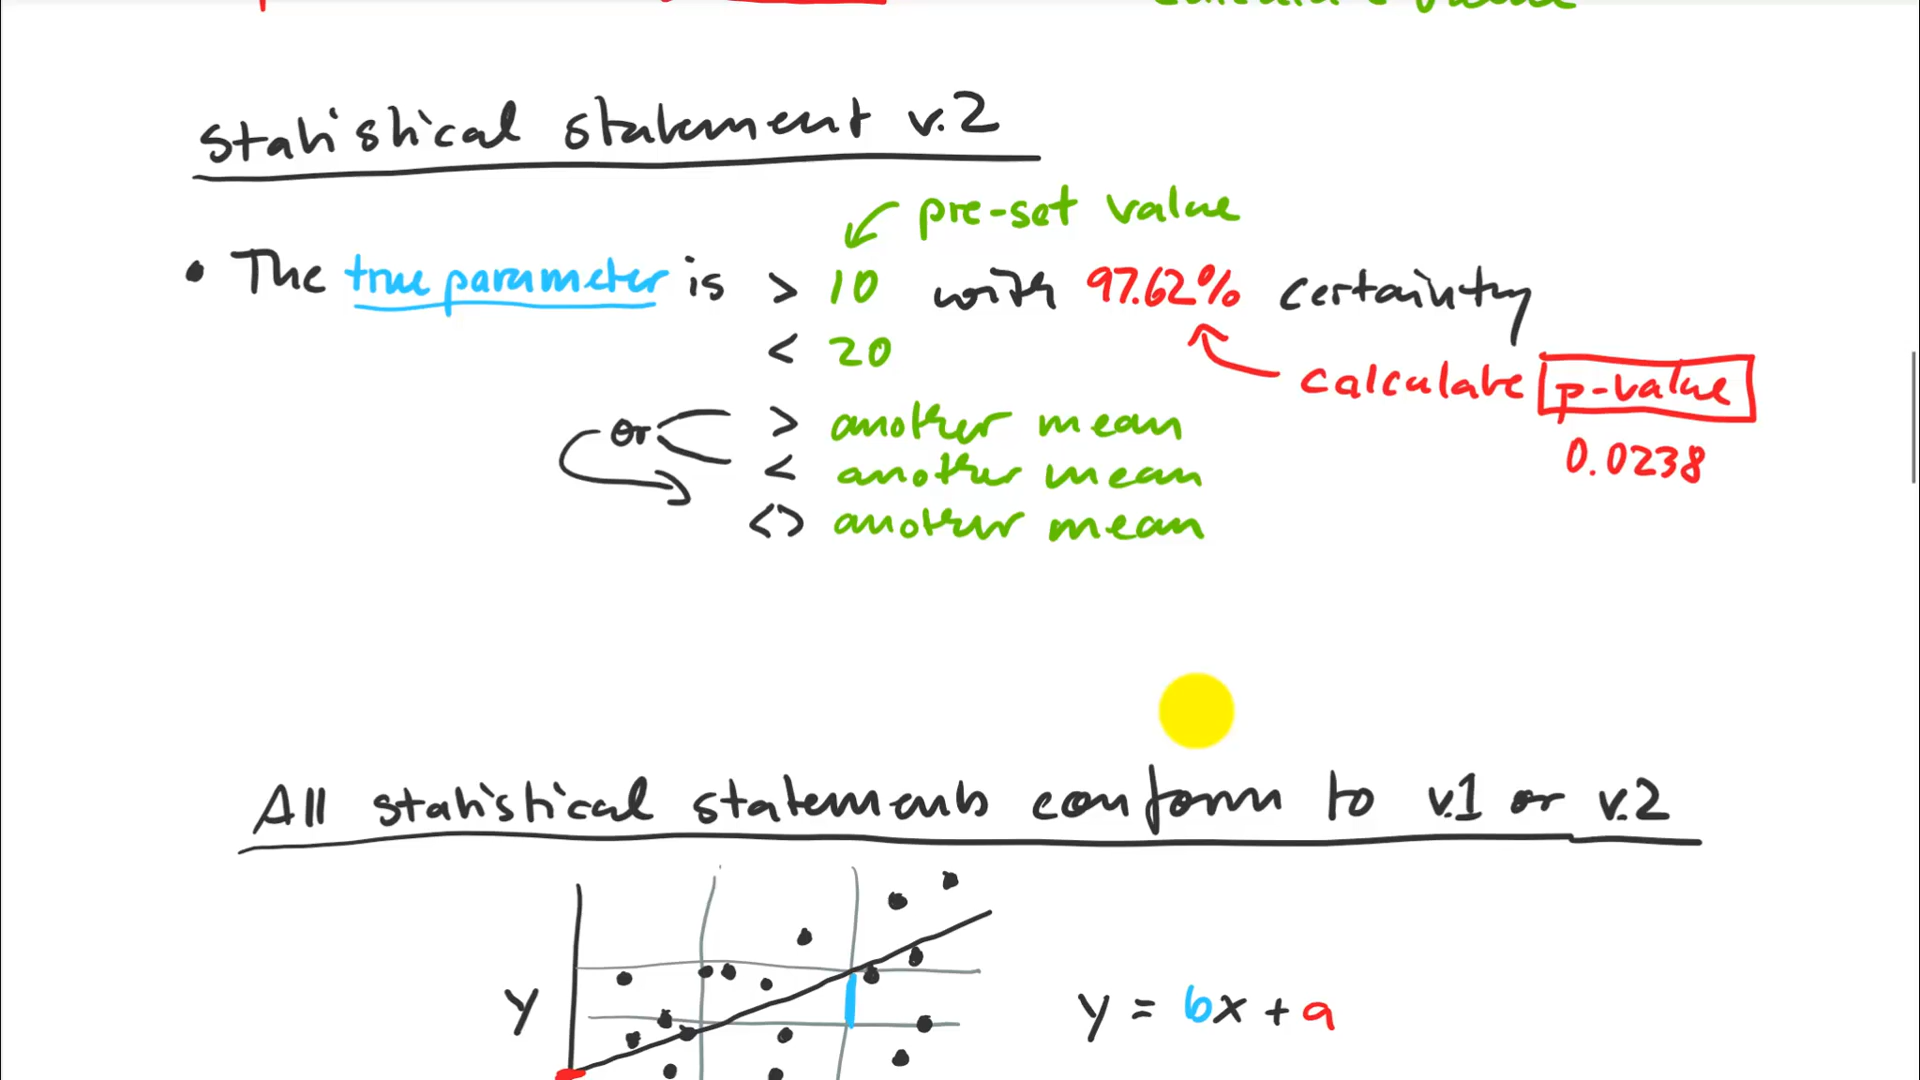 statistical statement v.2
pre-set value
• The true parameter is > 10 with 97.62% certainty
< 20
calculate p-value
or > another mean
0.0238
< another mean
<> another mean
All statistical statements conform to v.1 or v.2
y
y = bx + a